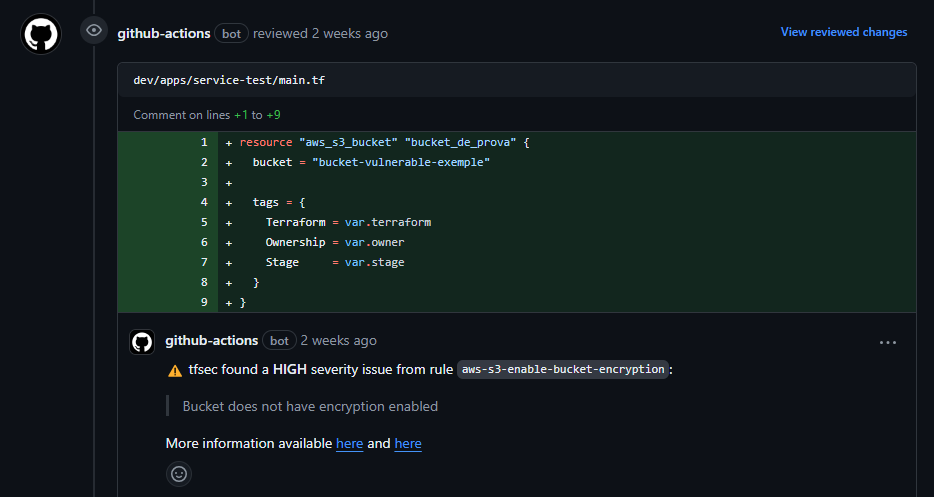 github-actions bot reviewed 2 weeks ago
View reviewed changes
dev/apps/service-test/main.tf
Comment on lines +1 to +9
1 + resource "aws_s3_bucket" "bucket_de_prova" {
2 +   bucket = "bucket-vulnerable-exemple"
3 +
4 +   tags = {
5 +     Terraform = var.terraform
6 +     Ownership = var.owner
7 +     Stage     = var.stage
8 +   }
9 + }
github-actions bot 2 weeks ago
⚠️ tfsec found a HIGH severity issue from rule aws-s3-enable-bucket-encryption:
Bucket does not have encryption enabled
More information available here and here